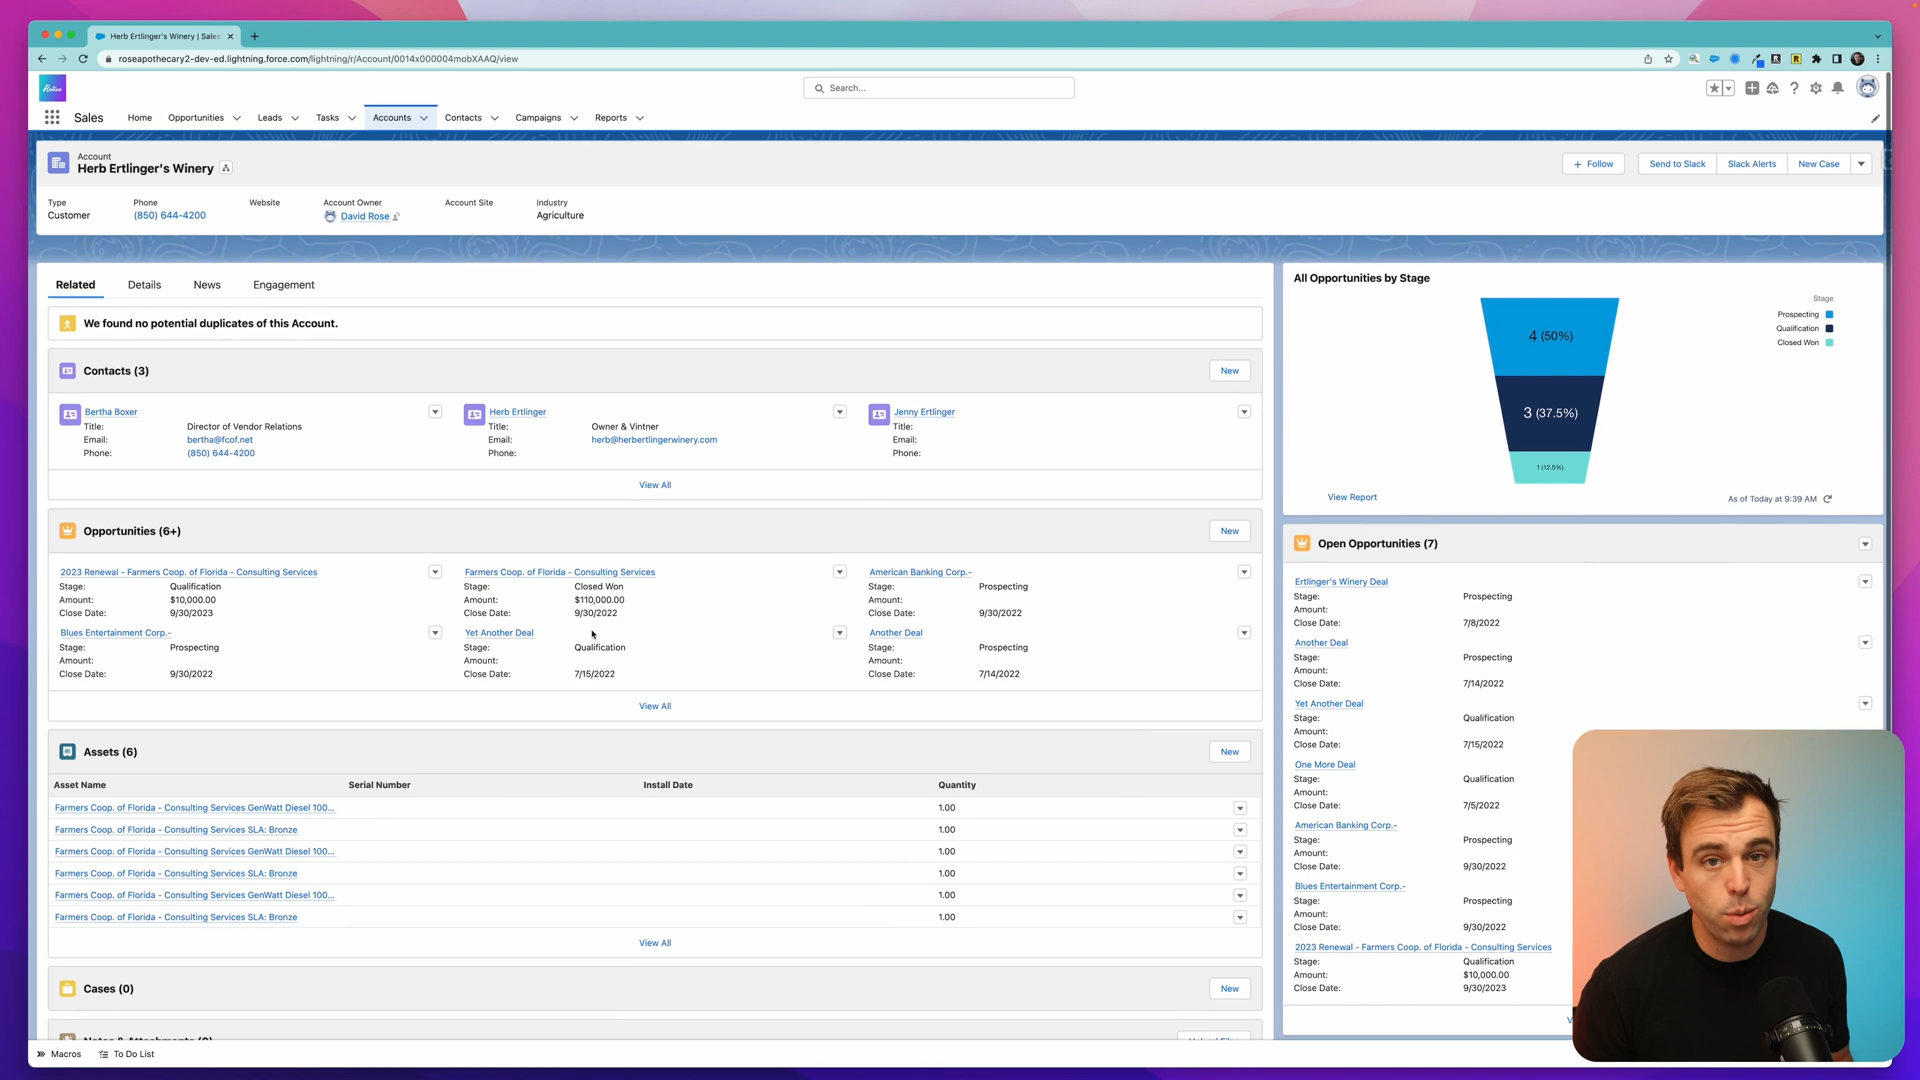 Herb Ertlinger's Winery | Sales
roseapothecary2-dev-ed.lightning.force.com/lightning/r/Account/0014x000004mobXAAQ/view
Relive
Search...
Sales
Home
Opportunities
Leads
Tasks
Accounts
Contacts
Campaigns
Reports
Account
Herb Ertlinger's Winery
+ Follow
Send to Slack
Slack Alerts
New Case
Type
Phone
Website
Account Owner
Account Site
Industry
Customer
(850) 644-4200
David Rose
Agriculture
Related
Details
News
Engagement
We found no potential duplicates of this Account.
Contacts (3)
New
Bertha Boxer
Title: Director of Vendor Relations
Email: bertha@fcof.net
Phone: (850) 644-4200
Herb Ertlinger
Title: Owner & Vintner
Email: herb@herbertlingerwinery.com
Phone:
Jenny Ertlinger
Title:
Email:
Phone:
View All
Opportunities (6+)
New
2023 Renewal - Farmers Coop. of Florida - Consulting Services
Stage: Qualification
Amount: $10,000.00
Close Date: 9/30/2023
Farmers Coop. of Florida - Consulting Services
Stage: Closed Won
Amount: $110,000.00
Close Date: 9/30/2022
American Banking Corp.-
Stage: Prospecting
Amount:
Close Date: 9/30/2022
Blues Entertainment Corp.-
Stage: Prospecting
Amount:
Close Date: 9/30/2022
Yet Another Deal
Stage: Qualification
Amount:
Close Date: 7/15/2022
Another Deal
Stage: Prospecting
Amount:
Close Date: 7/14/2022
View All
Assets (6)
New
Asset Name Serial Number Install Date Quantity
Farmers Coop. of Florida - Consulting Services GenWatt Diesel 100... 1.00
Farmers Coop. of Florida - Consulting Services SLA: Bronze 1.00
Farmers Coop. of Florida - Consulting Services GenWatt Diesel 100... 1.00
Farmers Coop. of Florida - Consulting Services SLA: Bronze 1.00
Farmers Coop. of Florida - Consulting Services GenWatt Diesel 100... 1.00
Farmers Coop. of Florida - Consulting Services SLA: Bronze 1.00
View All
Cases (0)
New
All Opportunities by Stage
4 (50%)
3 (37.5%)
1 (12.5%)
Stage
Prospecting
Qualification
Closed Won
View Report
As of Today at 9:39 AM
Open Opportunities (7)
Ertlinger's Winery Deal
Stage: Prospecting
Amount:
Close Date: 7/8/2022
Another Deal
Stage: Prospecting
Amount:
Close Date: 7/14/2022
Yet Another Deal
Stage: Qualification
Amount:
Close Date: 7/15/2022
One More Deal
Stage: Qualification
Amount:
Close Date: 7/5/2022
American Banking Corp.-
Stage: Prospecting
Amount:
Close Date: 9/30/2022
Blues Entertainment Corp.-
Stage: Prospecting
Amount:
Close Date: 9/30/2022
2023 Renewal - Farmers Coop. of Florida - Consulting Services
Stage: Qualification
Amount: $10,000.00
Close Date: 9/30/2023
Macros
To Do List